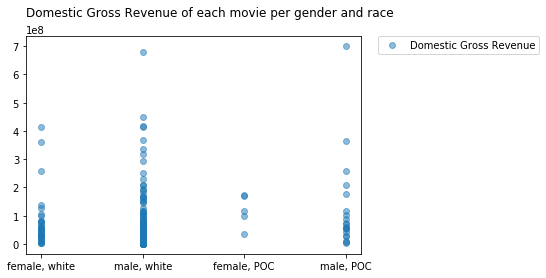 Domestic Gross Revenue of each movie per gender and race
1e8
Domestic Gross Revenue
7
6
5
4
3
2
1
0
female, white male, white female, POC male, POC